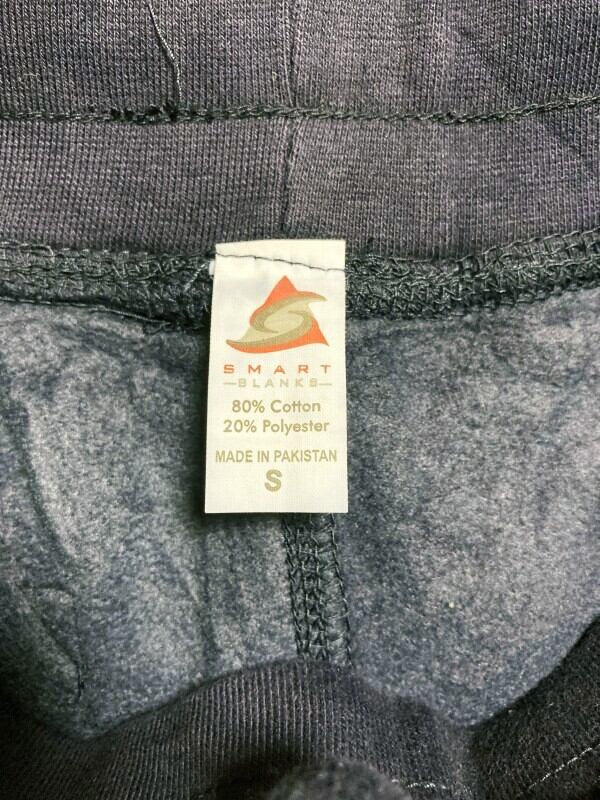 SMART
BLANKS
80% Cotton
20% Polyester
MADE IN PAKISTAN
S